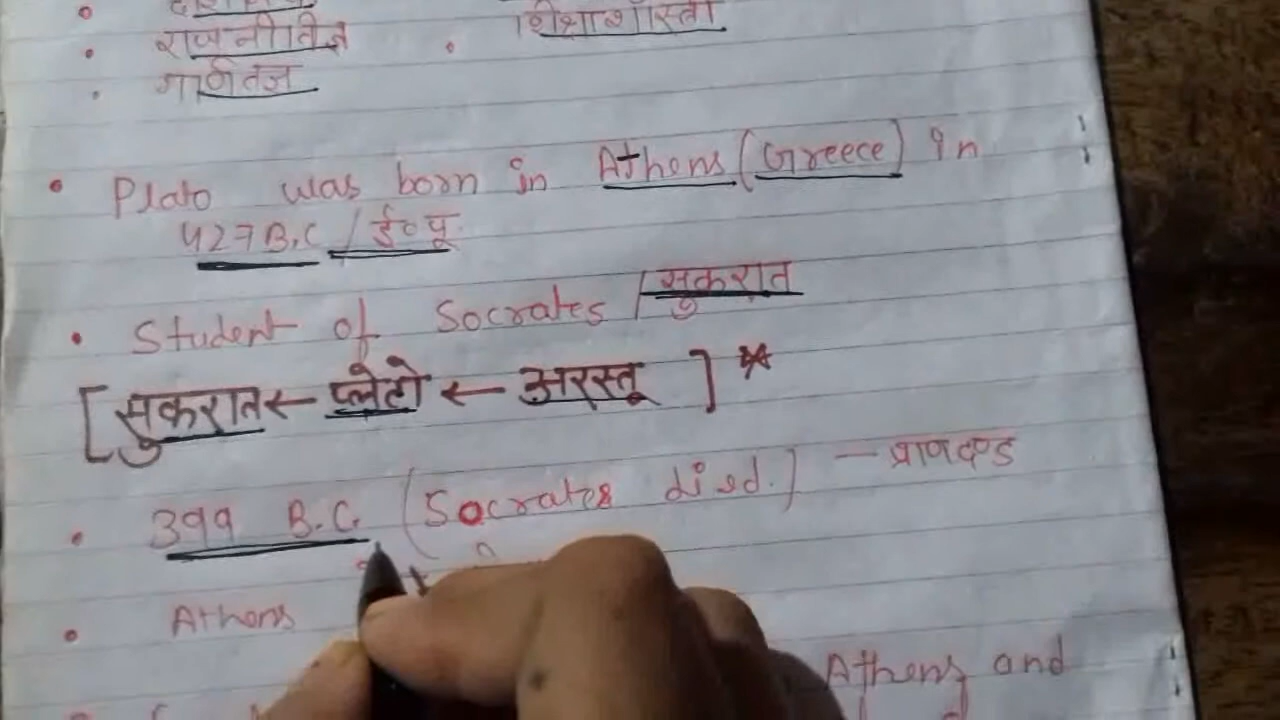 शिक्षाशास्त्री
• राजनीतिज्ञ •
• गणितज्ञ
• Plato was born in Athens (Greece) in
427 B.C / ई०पू.
• Student of Socrates / सुकरात
[सुकरात ← प्लेटो ← अरस्तू ] *
• 399 B.C. (Socrates died.) — प्राणदण्ड
• Athens
Athens and